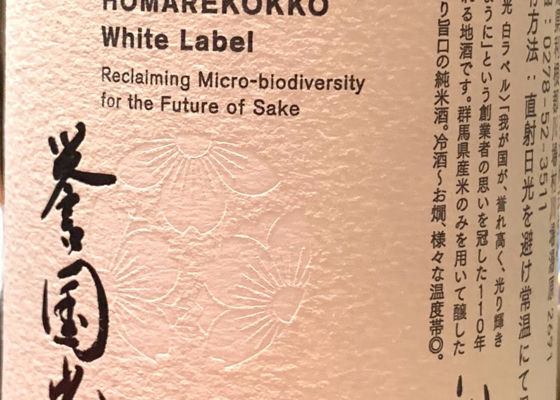 HOMAREKOKKO
White Label
Reclaiming Micro-biodiversity
for the Future of Sake
誉国光
0278-52-3511
方法：直射日光を避け常温にて
光 白ラベル)「我が国が、誉れ高く、光り輝き
ように」という創業者の思いを冠した110年
れる地酒です。群馬県産米のみを用いて醸した
り旨口の純米酒。冷酒～お燗、様々な温度帯◎。